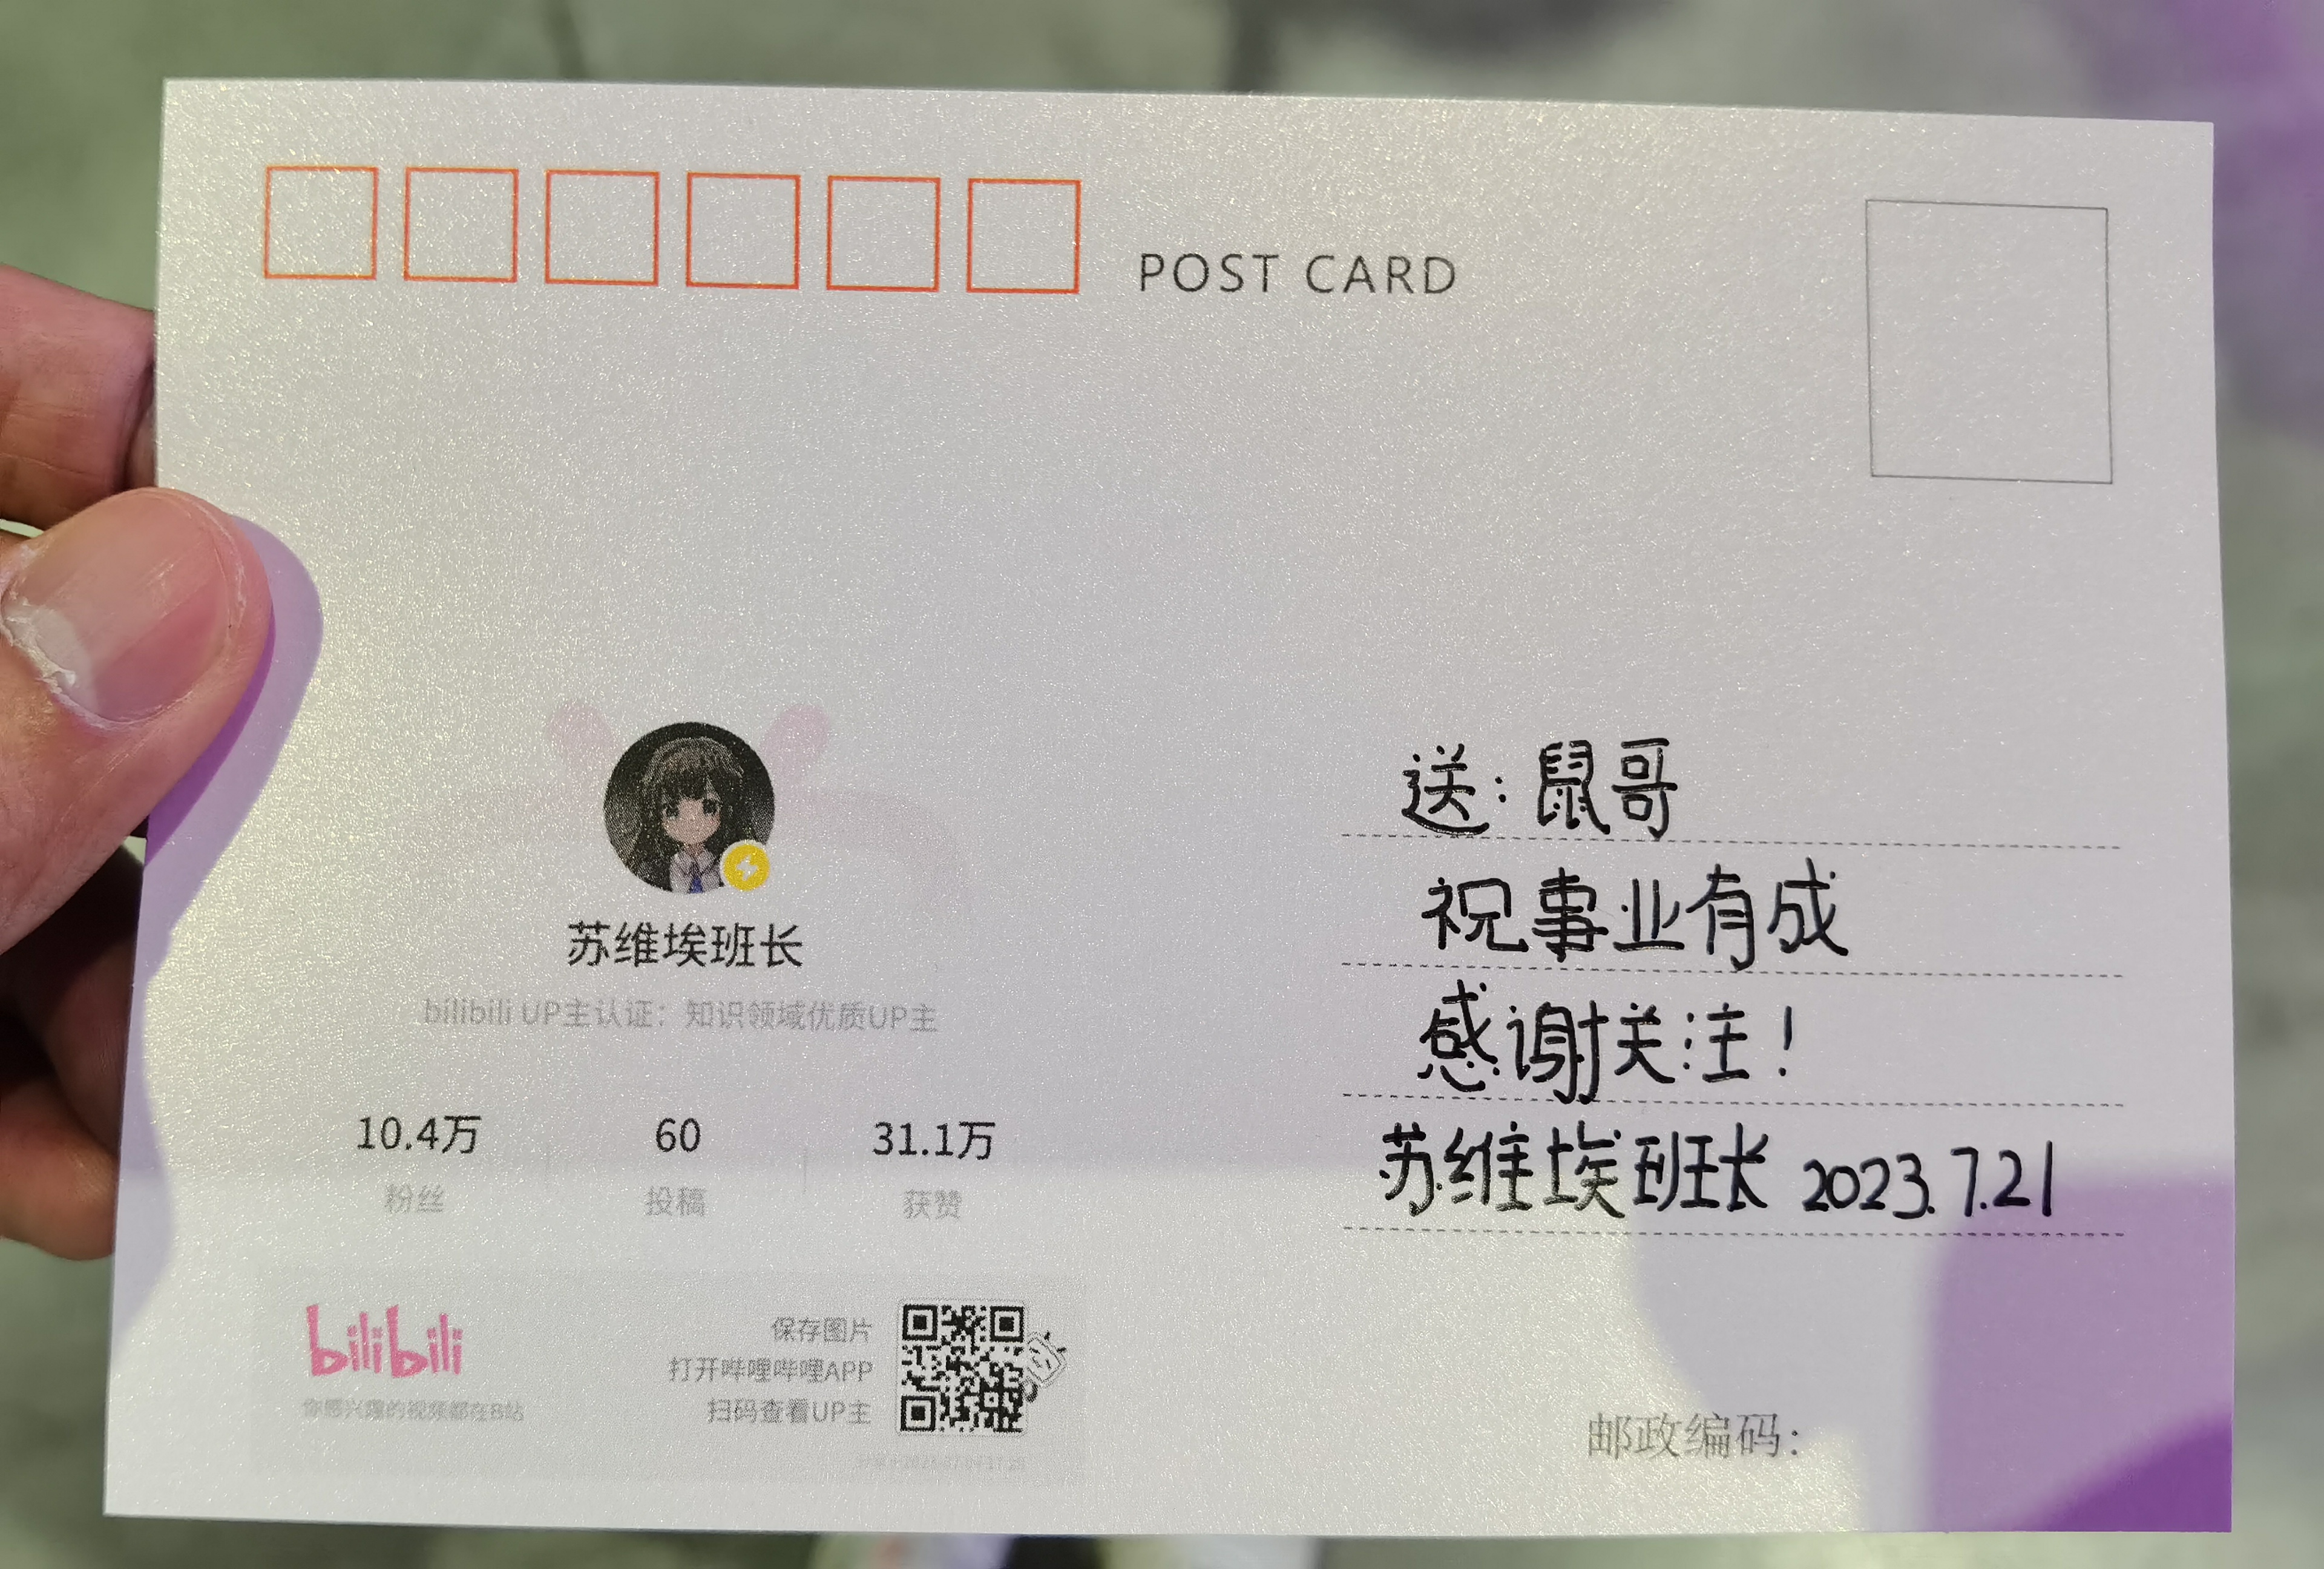 POST CARD
苏维埃班长
bilibili UP主认证：知识领域优质UP主
10.4万 60 31.1万
粉丝 投稿 获赞
bilibili
你感兴趣的视频都在B站
保存图片
打开哔哩哔哩APP
扫码查看UP主
送：鼠哥
祝事业有成
感谢关注！
苏维埃班长 2023.7.21
邮政编码：